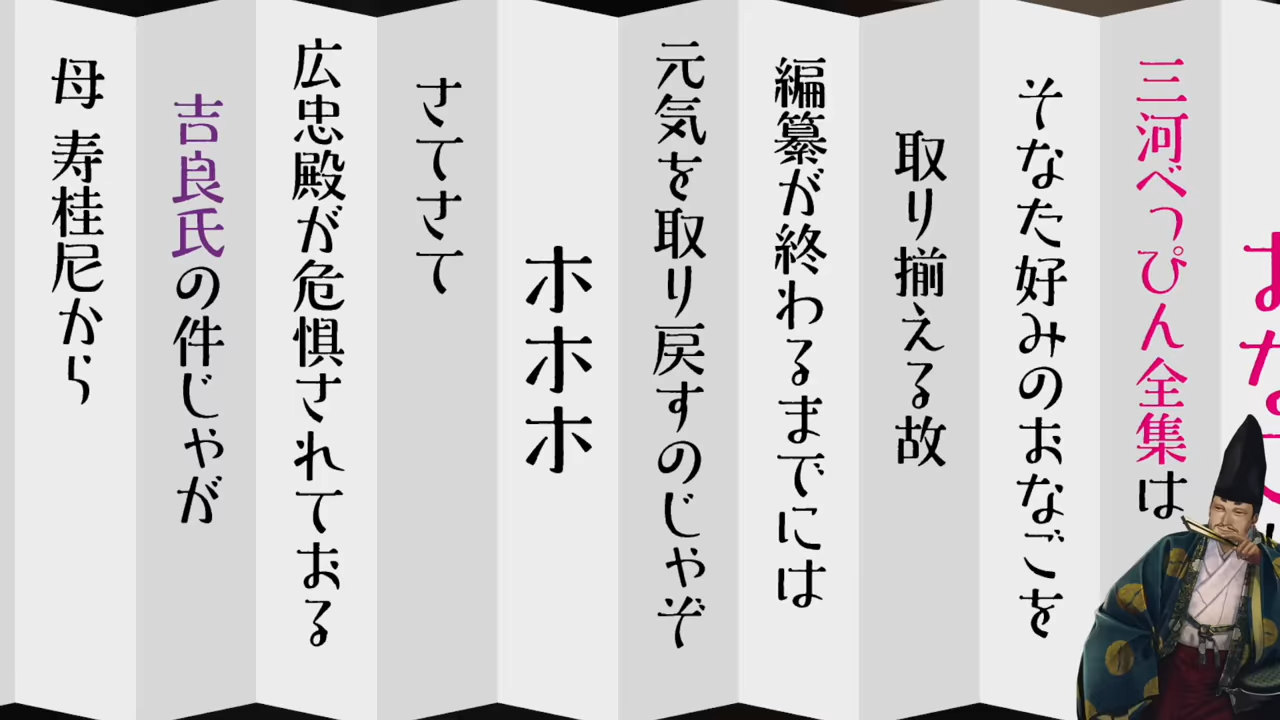 三河べっぴん全集は
そなた好みのおなごを
取り揃える故
編纂が終わるまでには
元気を取り戻すのじゃぞ
ホホホ
さてさて
広忠殿が危惧されておる
吉良氏の件じゃが
母 寿桂尼から